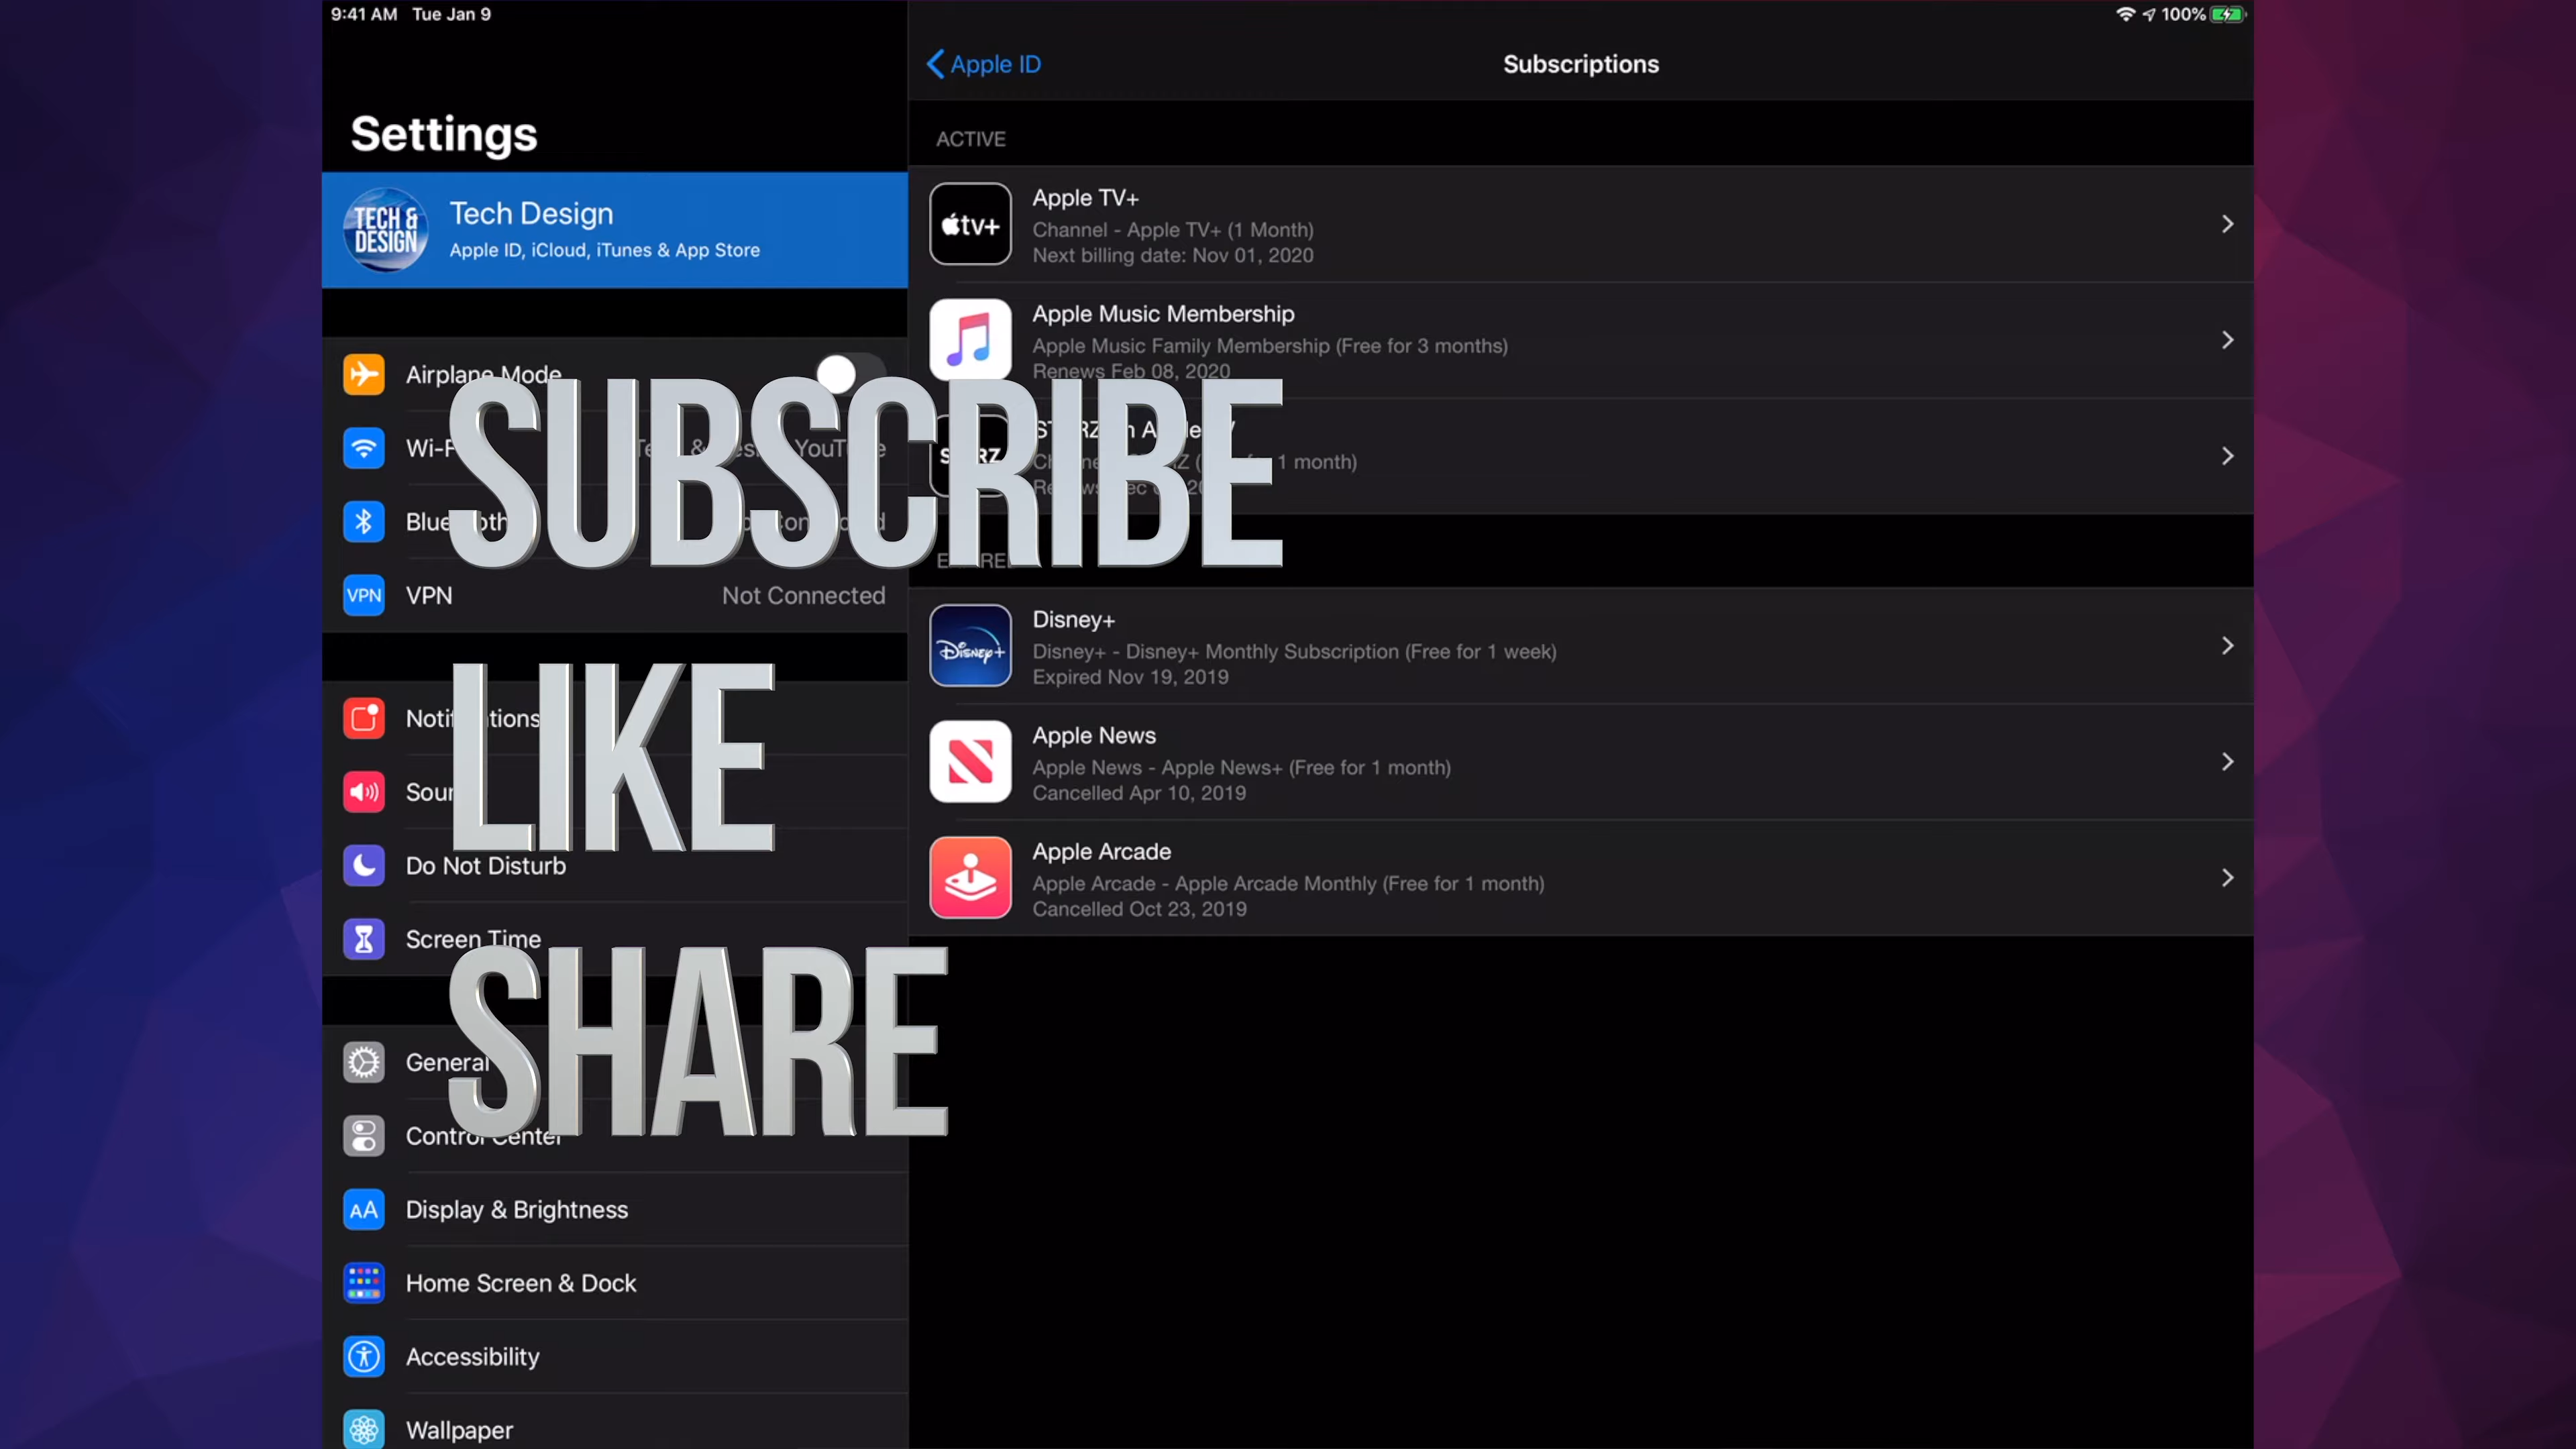 9:41 AM Tue Jan 9
100%
Settings
TECH &
DESIGN
Tech Design
Apple ID, iCloud, iTunes & App Store
Airplane Mode
VPN
VPN
Not Connected
Do Not Disturb
Screen Time
General
Control Center
AA
Display & Brightness
Home Screen & Dock
Accessibility
Wallpaper
Apple ID
Subscriptions
ACTIVE
tv+
Apple TV+
Channel - Apple TV+ (1 Month)
Next billing date: Nov 01, 2020
Apple Music Membership
Apple Music Family Membership (Free for 3 months)
Renews Feb 08, 2020
1 month)
Disney+
Disney+
Disney+ - Disney+ Monthly Subscription (Free for 1 week)
Expired Nov 19, 2019
Apple News
Apple News - Apple News+ (Free for 1 month)
Cancelled Apr 10, 2019
Apple Arcade
Apple Arcade - Apple Arcade Monthly (Free for 1 month)
Cancelled Oct 23, 2019
SUBSCRIBE
LIKE
SHARE